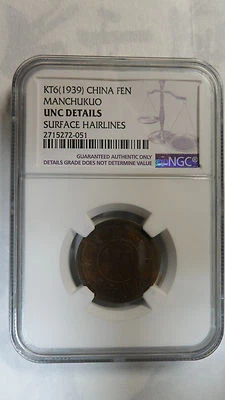 KT6(1939) CHINA FEN
MANCHUKUO
UNC DETAILS
SURFACE HAIRLINES
2715272-051
GUARANTEED AUTHENTIC ONLY
DETAILS GRADE DOES NOT DETERMINE VALUE
NGC®